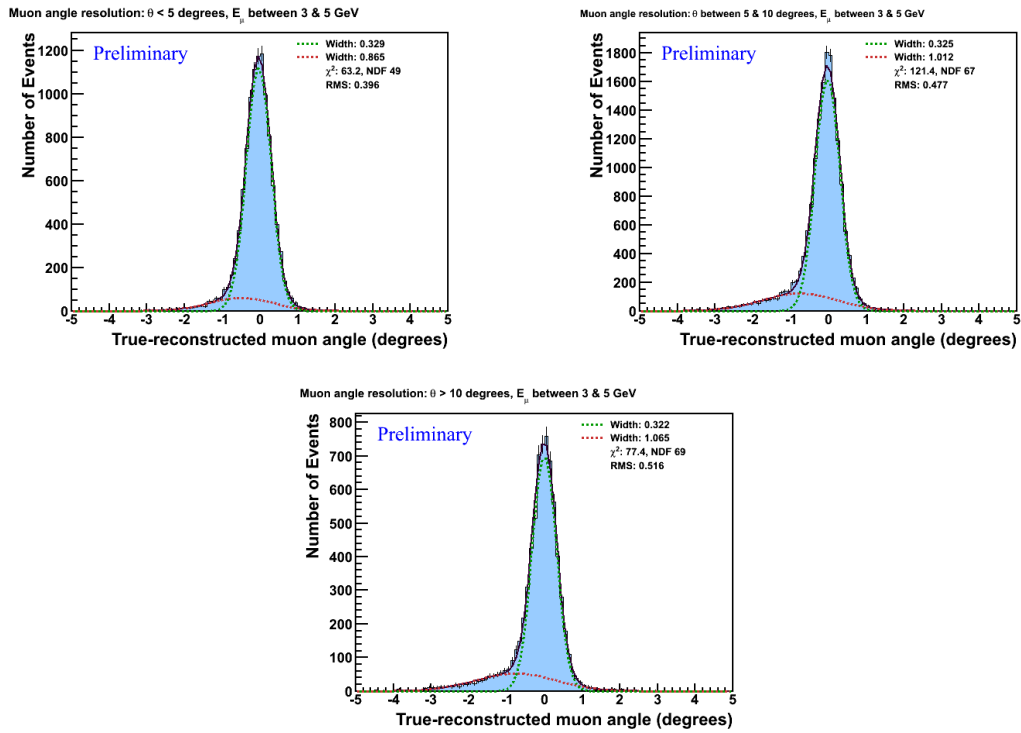 Muon angle resolution: θ < 5 degrees, Eμ between 3 & 5 GeV
Number of Events
1200
1000
800
600
400
200
0
Preliminary
Width: 0.329
Width: 0.865
χ²: 63.2, NDF 49
RMS: 0.396
-5 -4 -3 -2 -1 0 1 2 3 4 5
True-reconstructed muon angle (degrees)
Muon angle resolution: θ between 5 & 10 degrees, Eμ between 3 & 5 GeV
Number of Events
1800
1600
1400
1200
1000
800
600
400
200
0
Preliminary
Width: 0.325
Width: 1.012
χ²: 121.4, NDF 67
RMS: 0.477
-5 -4 -3 -2 -1 0 1 2 3 4 5
True-reconstructed muon angle (degrees)
Muon angle resolution: θ > 10 degrees, Eμ between 3 & 5 GeV
Number of Events
800
700
600
500
400
300
200
100
0
Preliminary
Width: 0.322
Width: 1.065
χ²: 77.4, NDF 69
RMS: 0.516
-5 -4 -3 -2 -1 0 1 2 3 4 5
True-reconstructed muon angle (degrees)